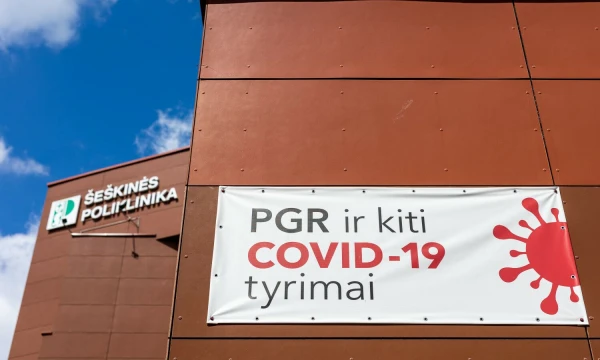 ŠEŠKINĖS
POLIKLINIKA
PGR ir kiti
COVID-19
tyrimai